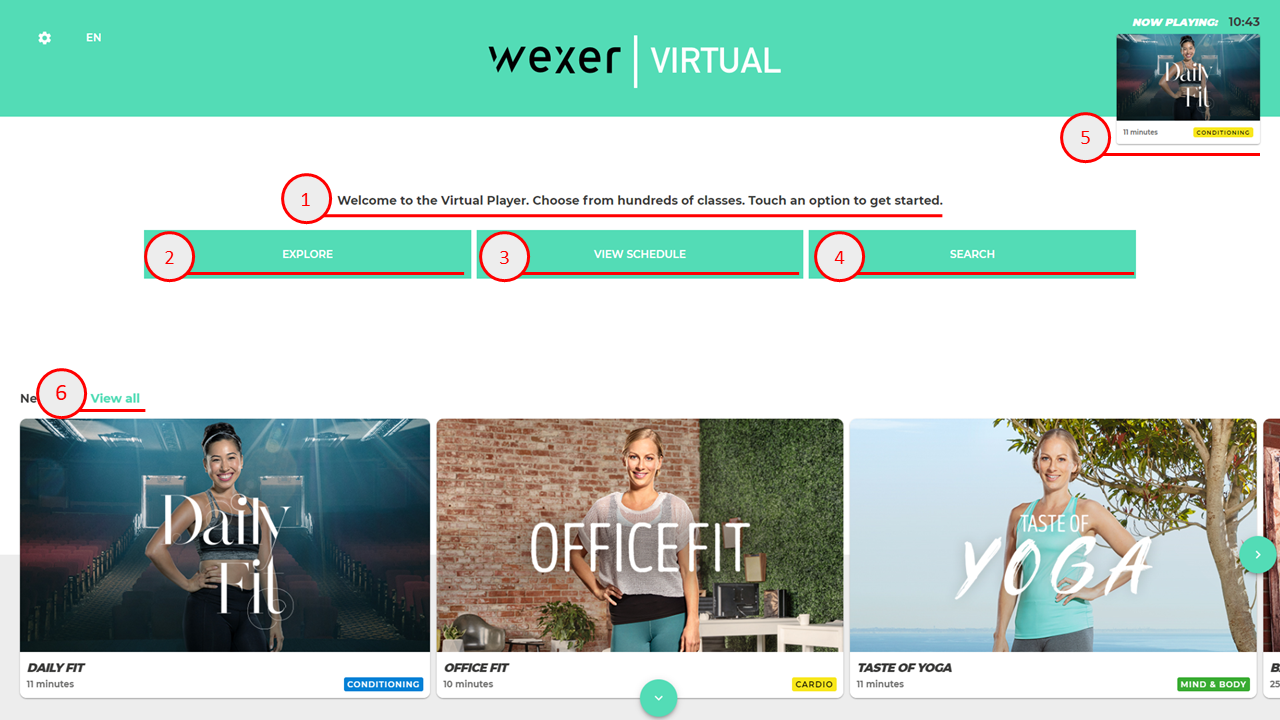 EN
wexer | VIRTUAL
NOW PLAYING: 10:43
Daily
Fit
11 minutes CONDITIONING
5
1 Welcome to the Virtual Player. Choose from hundreds of classes. Touch an option to get started.
2 EXPLORE
3 VIEW SCHEDULE
4 SEARCH
6 View all
Daily
Fit
OFFICEFIT
TASTE OF
YOGA
DAILY FIT
11 minutes CONDITIONING
OFFICE FIT
10 minutes CARDIO
TASTE OF YOGA
11 minutes MIND & BODY
25